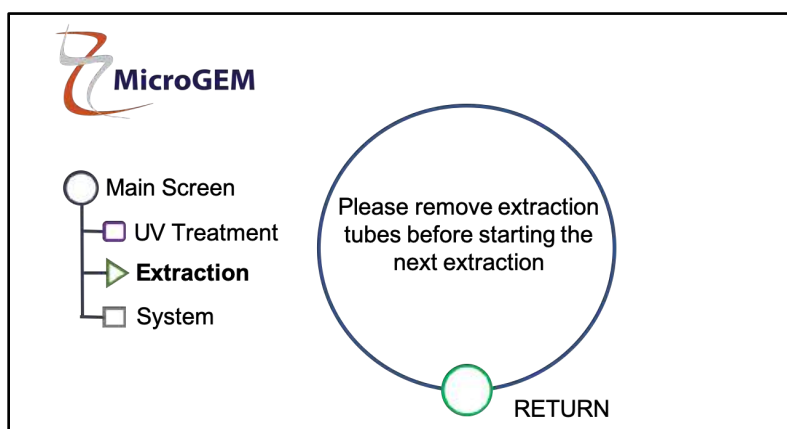 MicroGEM
Main Screen
UV Treatment
Extraction
System
Please remove extraction
tubes before starting the
next extraction
RETURN